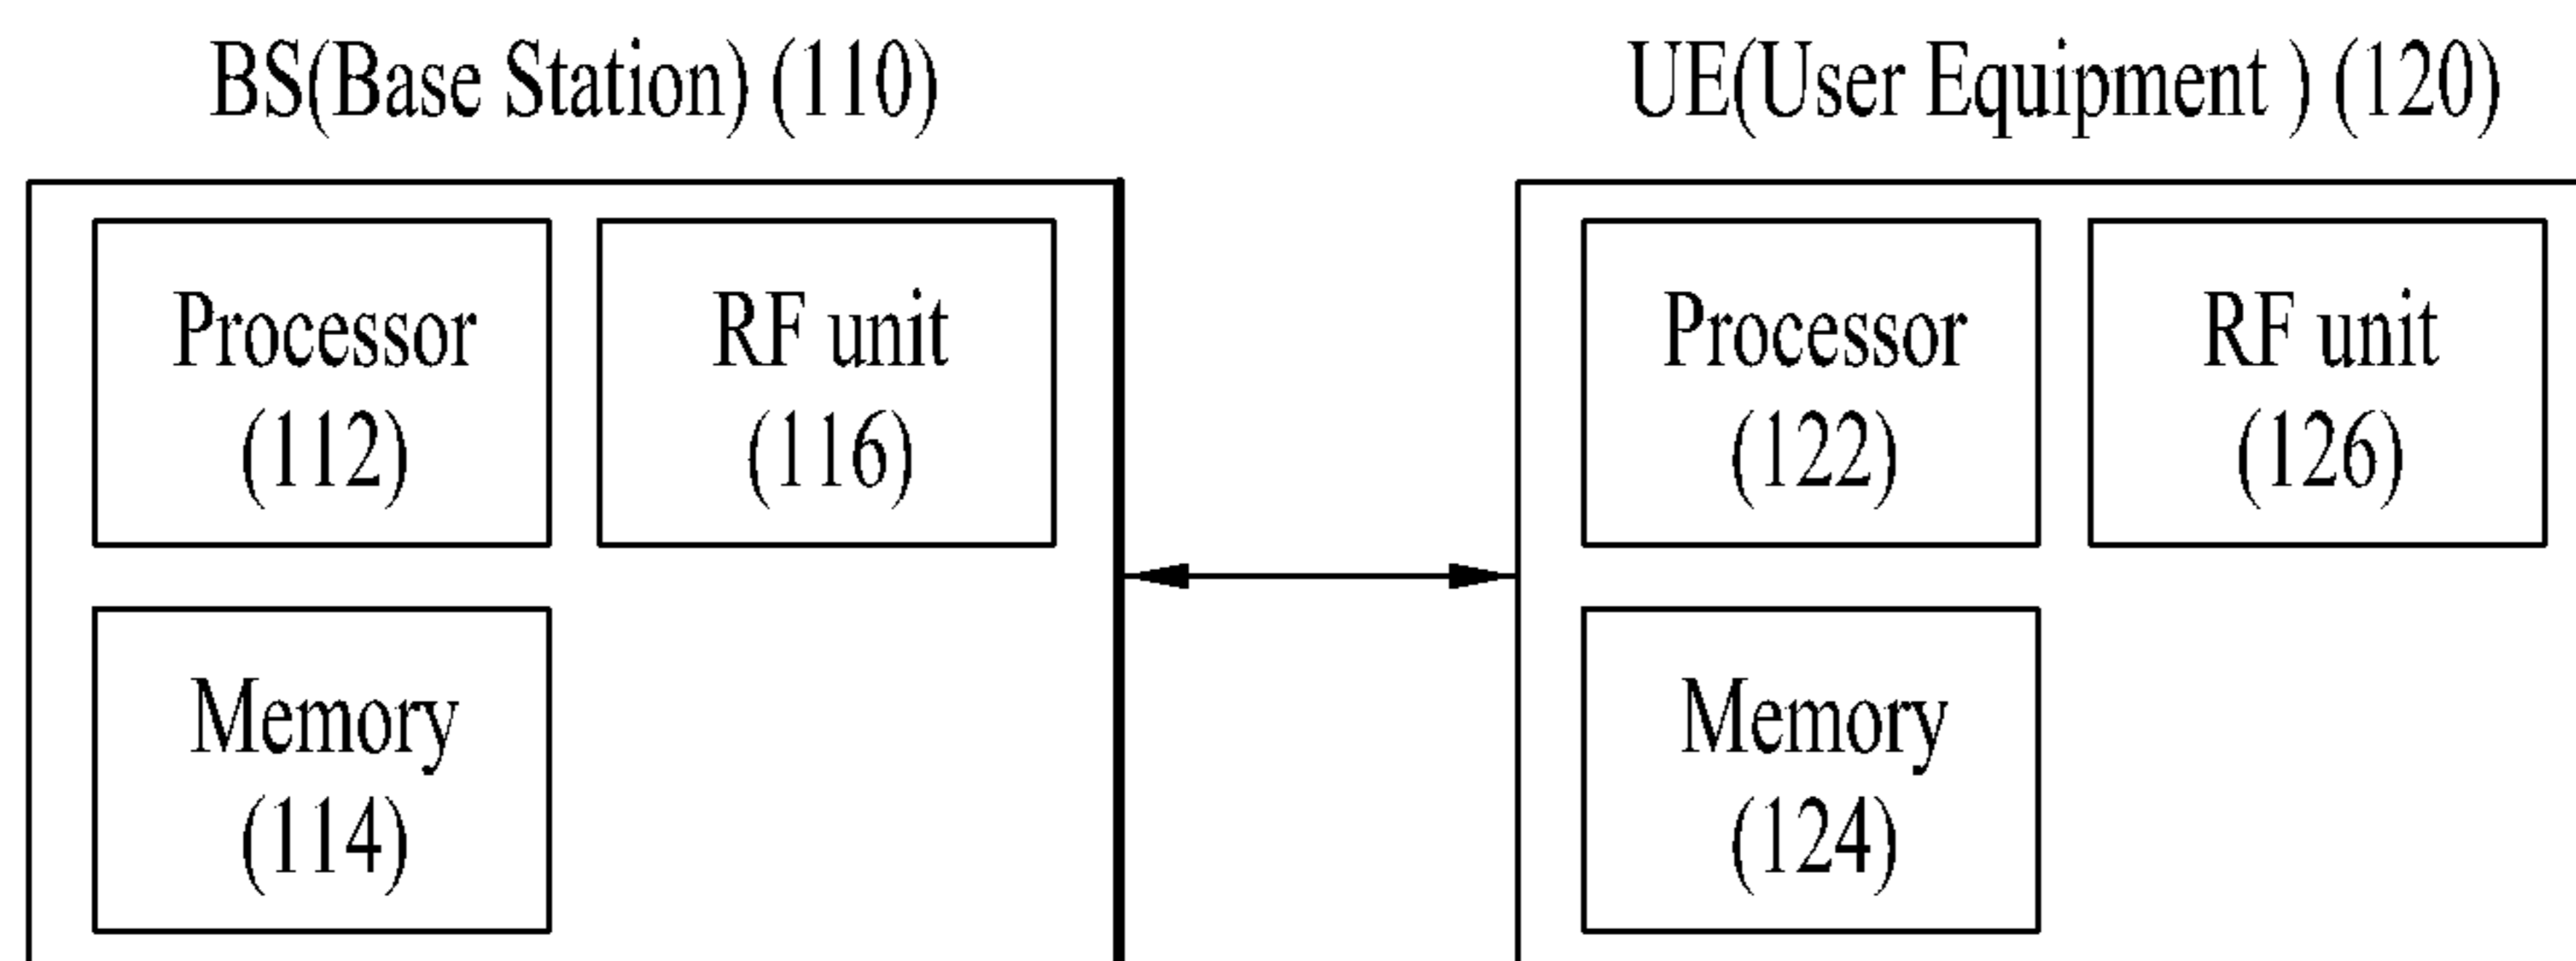 BS(Base Station) (110)
Processor
(112)
RF unit
(116)
Memory
(114)
UE(User Equipment ) (120)
Processor
(122)
RF unit
(126)
Memory
(124)